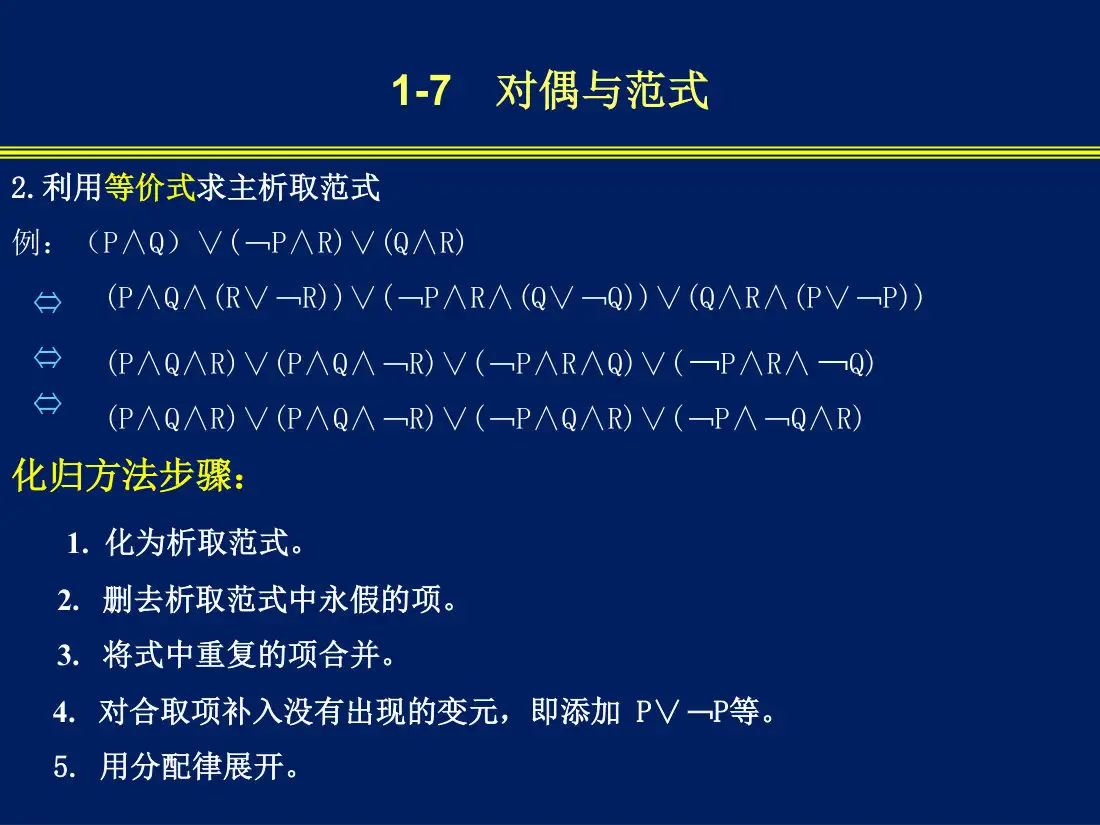 1-7 对偶与范式
2.利用等价式求主析取范式
例：（P∧Q）∨(﹁P∧R)∨(Q∧R)
⇔ (P∧Q∧(R∨﹁R))∨(﹁P∧R∧(Q∨﹁Q))∨(Q∧R∧(P∨﹁P))
⇔ (P∧Q∧R)∨(P∧Q∧﹁R)∨(﹁P∧R∧Q)∨(﹁P∧R∧﹁Q)
⇔ (P∧Q∧R)∨(P∧Q∧﹁R)∨(﹁P∧Q∧R)∨(﹁P∧﹁Q∧R)
化归方法步骤：
1. 化为析取范式。
2. 删去析取范式中永假的项。
3. 将式中重复的项合并。
4. 对合取项补入没有出现的变元，即添加 P∨﹁P等。
5. 用分配律展开。